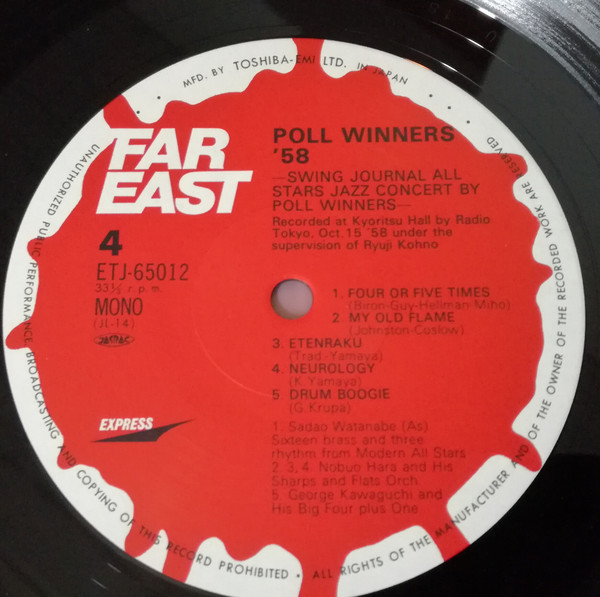 MFD. BY TOSHIBA-EMI LTD. IN JAPAN
FAR
EAST
4
ETJ-65012
33⅓ r.p.m.
MONO
(JL-14)
JASRAC
EXPRESS
POLL WINNERS
'58
—SWING JOURNAL ALL
STARS JAZZ CONCERT BY
POLL WINNERS—
Recorded at Kyoritsu Hall by Radio
Tokyo, Oct. 15 '58 under the
supervision of Ryuji Kohno
1. FOUR OR FIVE TIMES
(Biron-Guy-Hellman Miho)
2. MY OLD FLAME
(Johnston-Coslow)
3. ETENRAKU
(Trad.-Yamaya)
4. NEUROLOGY
(K. Yamaya)
5 DRUM BOOGIE
(G. Krupa)
1. Sadao Watanabe (As)
Sixteen brass and three
rhythm from Modern All Stars
2. 3, 4. Nobuo Hara and His
Sharps and Flats Orch.
5. George Kawaguchi and
His Big Four plus One
ALL RIGHTS OF THE MANUFACTURER AND OF THE OWNER OF THE RECORDED WORK ARE RESERVED
UNAUTHORIZED PUBLIC PERFORMANCE, BROADCASTING AND COPYING OF THIS RECORD PROHIBITED